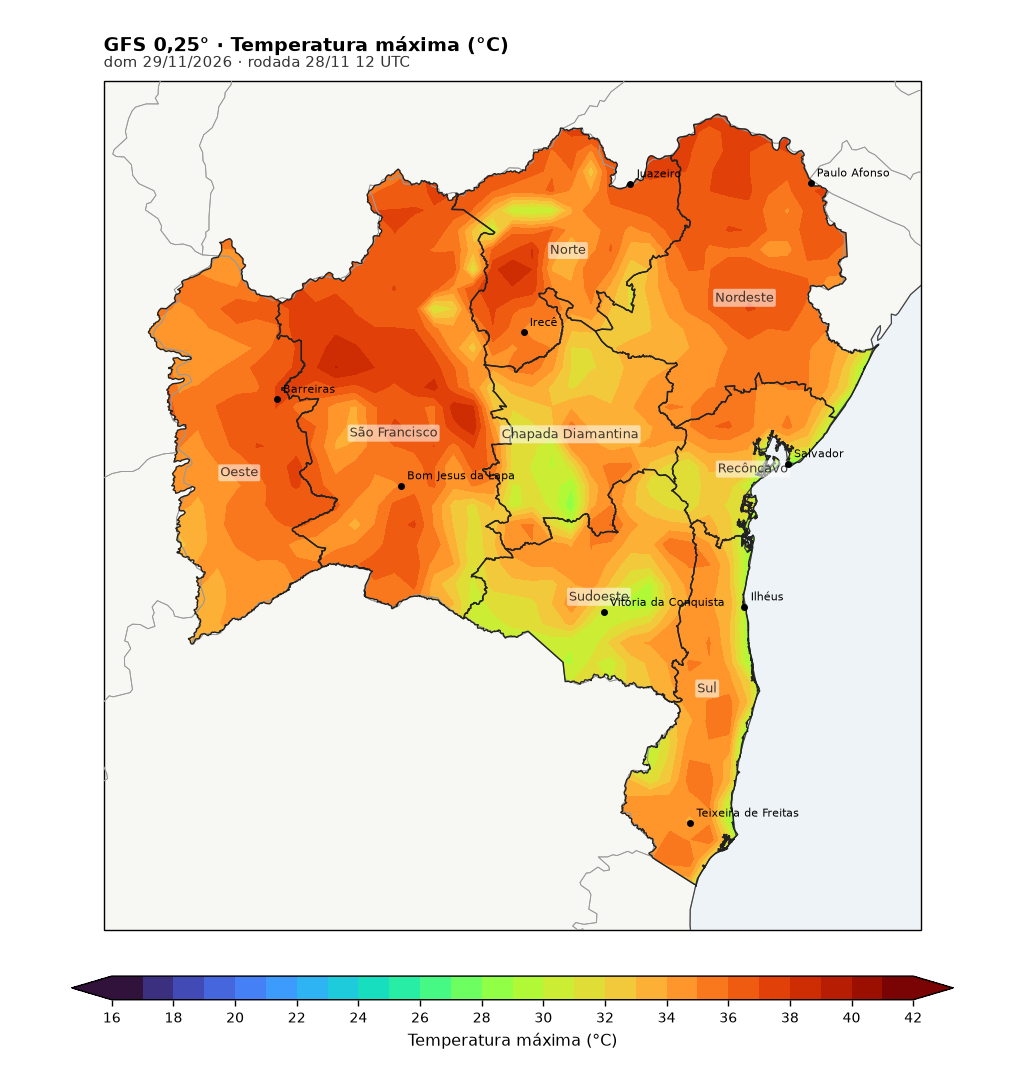 GFS 0,25° · Temperatura máxima (°C)
dom 29/11/2026 · rodada 28/11 12 UTC
Juazeiro
Paulo Afonso
Norte
Nordeste
Irecê
Barreiras
São Francisco
Chapada Diamantina
Salvador
Recôncavo
Oeste
Bom Jesus da Lapa
Sudoeste
Vitória da Conquista
Ilhéus
Sul
Teixeira de Freitas
16 18 20 22 24 26 28 30 32 34 36 38 40 42
Temperatura máxima (°C)